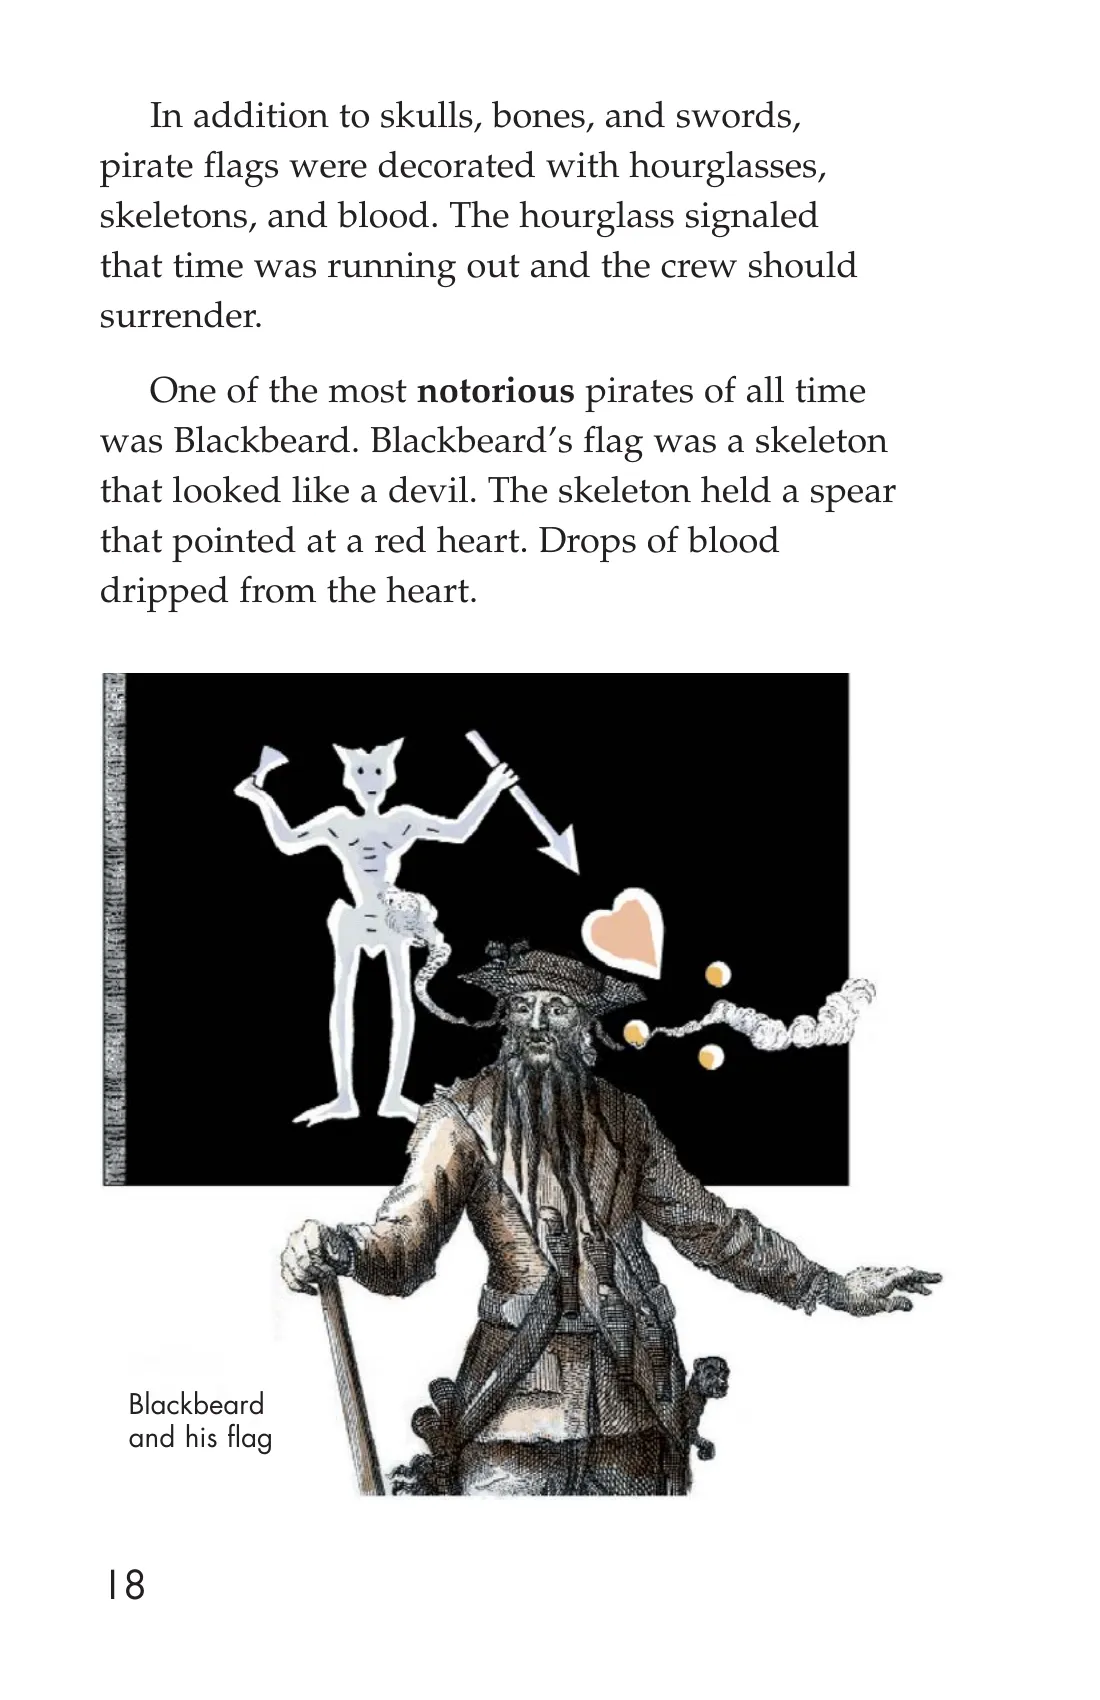 In addition to skulls, bones, and swords,
pirate flags were decorated with hourglasses,
skeletons, and blood. The hourglass signaled
that time was running out and the crew should
surrender.
One of the most notorious pirates of all time
was Blackbeard. Blackbeard’s flag was a skeleton
that looked like a devil. The skeleton held a spear
that pointed at a red heart. Drops of blood
dripped from the heart.
Blackbeard
and his flag
18